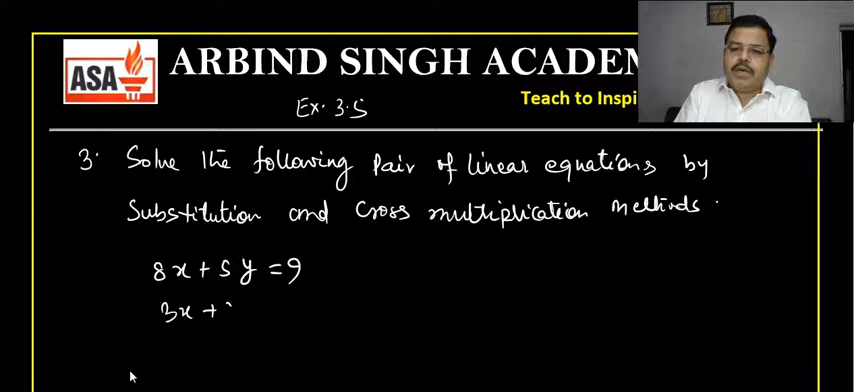 ASA
ARBIND SINGH ACADEM
Teach to Inspi
Ex. 3.5
3. Solve the following Pair of linear equations by
Substitution and Cross multiplication Methods.
8x + 5y = 9
3x +